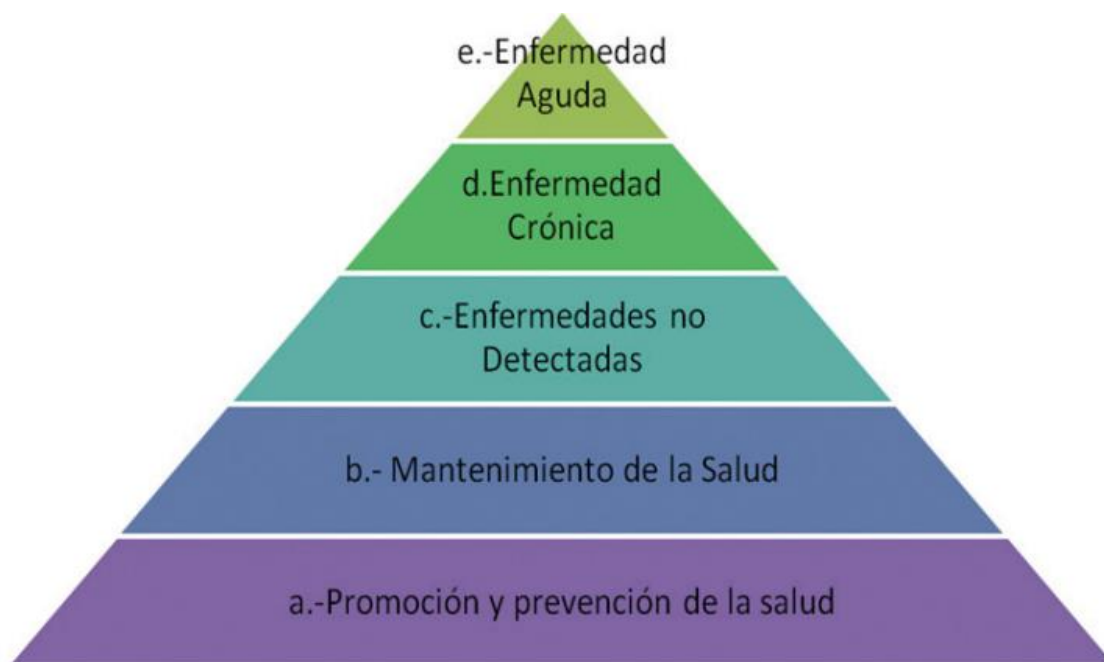 e.-Enfermedad
Aguda
d.Enfermedad
Crónica
c.-Enfermedades no
Detectadas
b.- Mantenimiento de la Salud
a.-Promoción y prevención de la salud